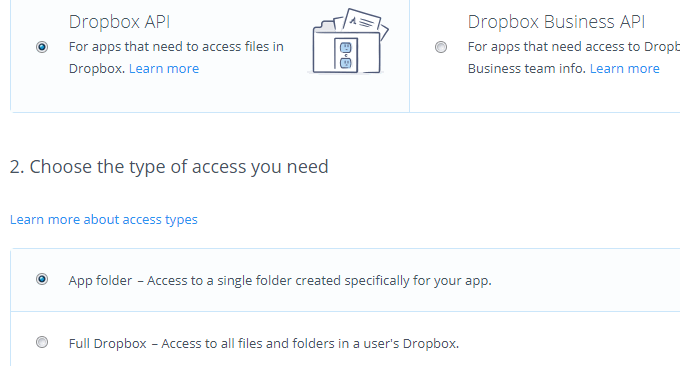 Dropbox API
For apps that need to access files in
Dropbox. Learn more
Dropbox Business API
For apps that need access to
Business team info. Learn more
2. Choose the type of access you need
Learn more about access types
App folder – Access to a single folder created specifically for your app.
Full Dropbox – Access to all files and folders in a user's Dropbox.